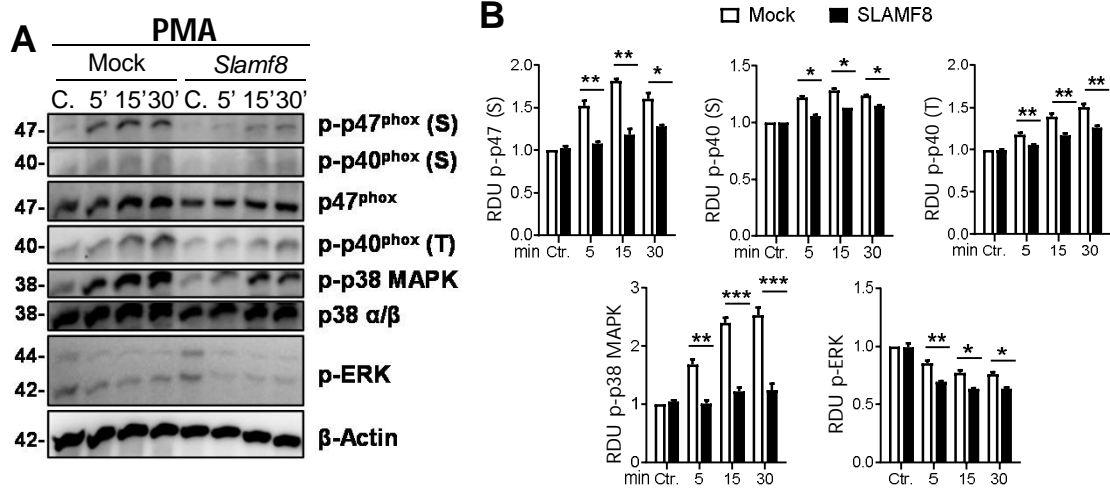 A
PMA
Mock Slamf8
C. 5’ 15’30’ C. 5’ 15’30’
47- p-p47phox (S)
40- p-p40phox (S)
47- p47phox
40- p-p40phox (T)
38- p-p38 MAPK
38- p38 α/β
44-
p-ERK
42-
42- β-Actin
B
Mock SLAMF8
RDU p-p47 (S)
2.0
1.5
1.0
0.5
0.0
** ** *
min Ctr. 5 15 30
RDU p-p40 (S)
1.5
1.0
0.5
0.0
* * *
min Ctr. 5 15 30
RDU p-p40 (T)
2.0
1.5
1.0
0.5
0.0
** ** **
min Ctr. 5 15 30
RDU p-p38 MAPK
3
2
1
0
** *** ***
min Ctr. 5 15 30
RDU p-ERK
1.5
1.0
0.5
0.0
** * *
min Ctr. 5 15 30